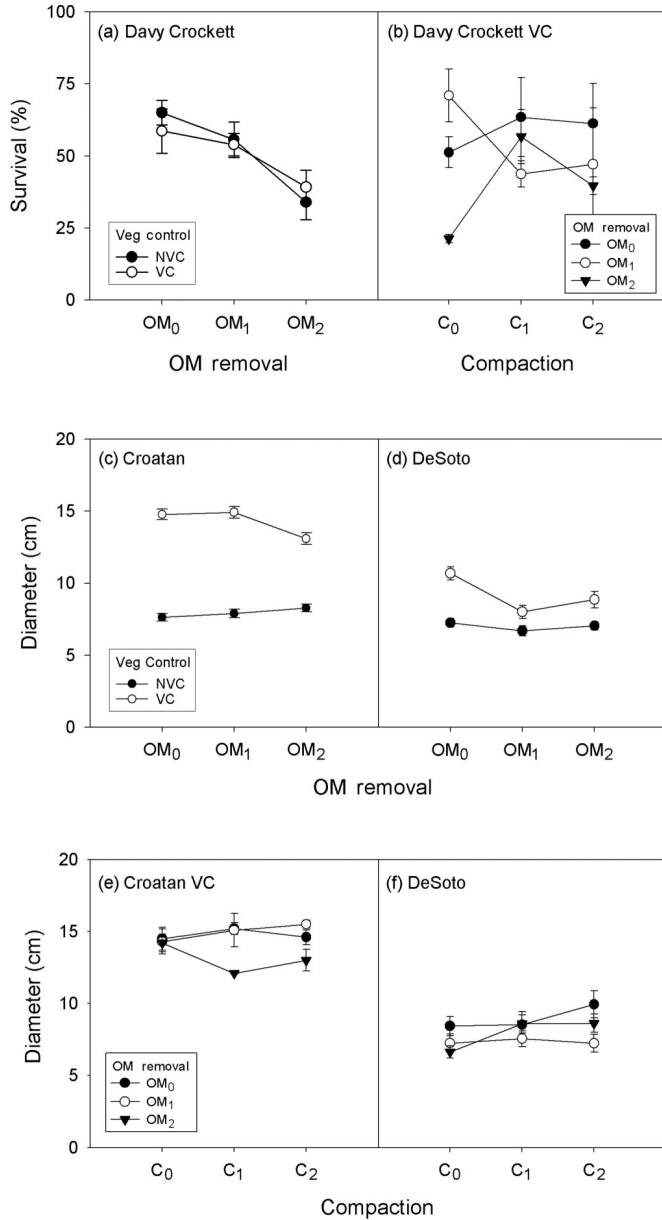 100
75
50
25
0
Survival (%)
(a) Davy Crockett
(b) Davy Crockett VC
Veg control
NVC
VC
OM removal
OM₀
OM₁
OM₂
OM₀ OM₁ OM₂
C₀ C₁ C₂
OM removal
Compaction
20
15
10
5
0
Diameter (cm)
(c) Croatan
(d) DeSoto
Veg Control
NVC
VC
OM₀ OM₁ OM₂
OM₀ OM₁ OM₂
OM removal
20
15
10
5
0
Diameter (cm)
(e) Croatan VC
(f) DeSoto
OM removal
OM₀
OM₁
OM₂
C₀ C₁ C₂
C₀ C₁ C₂
Compaction